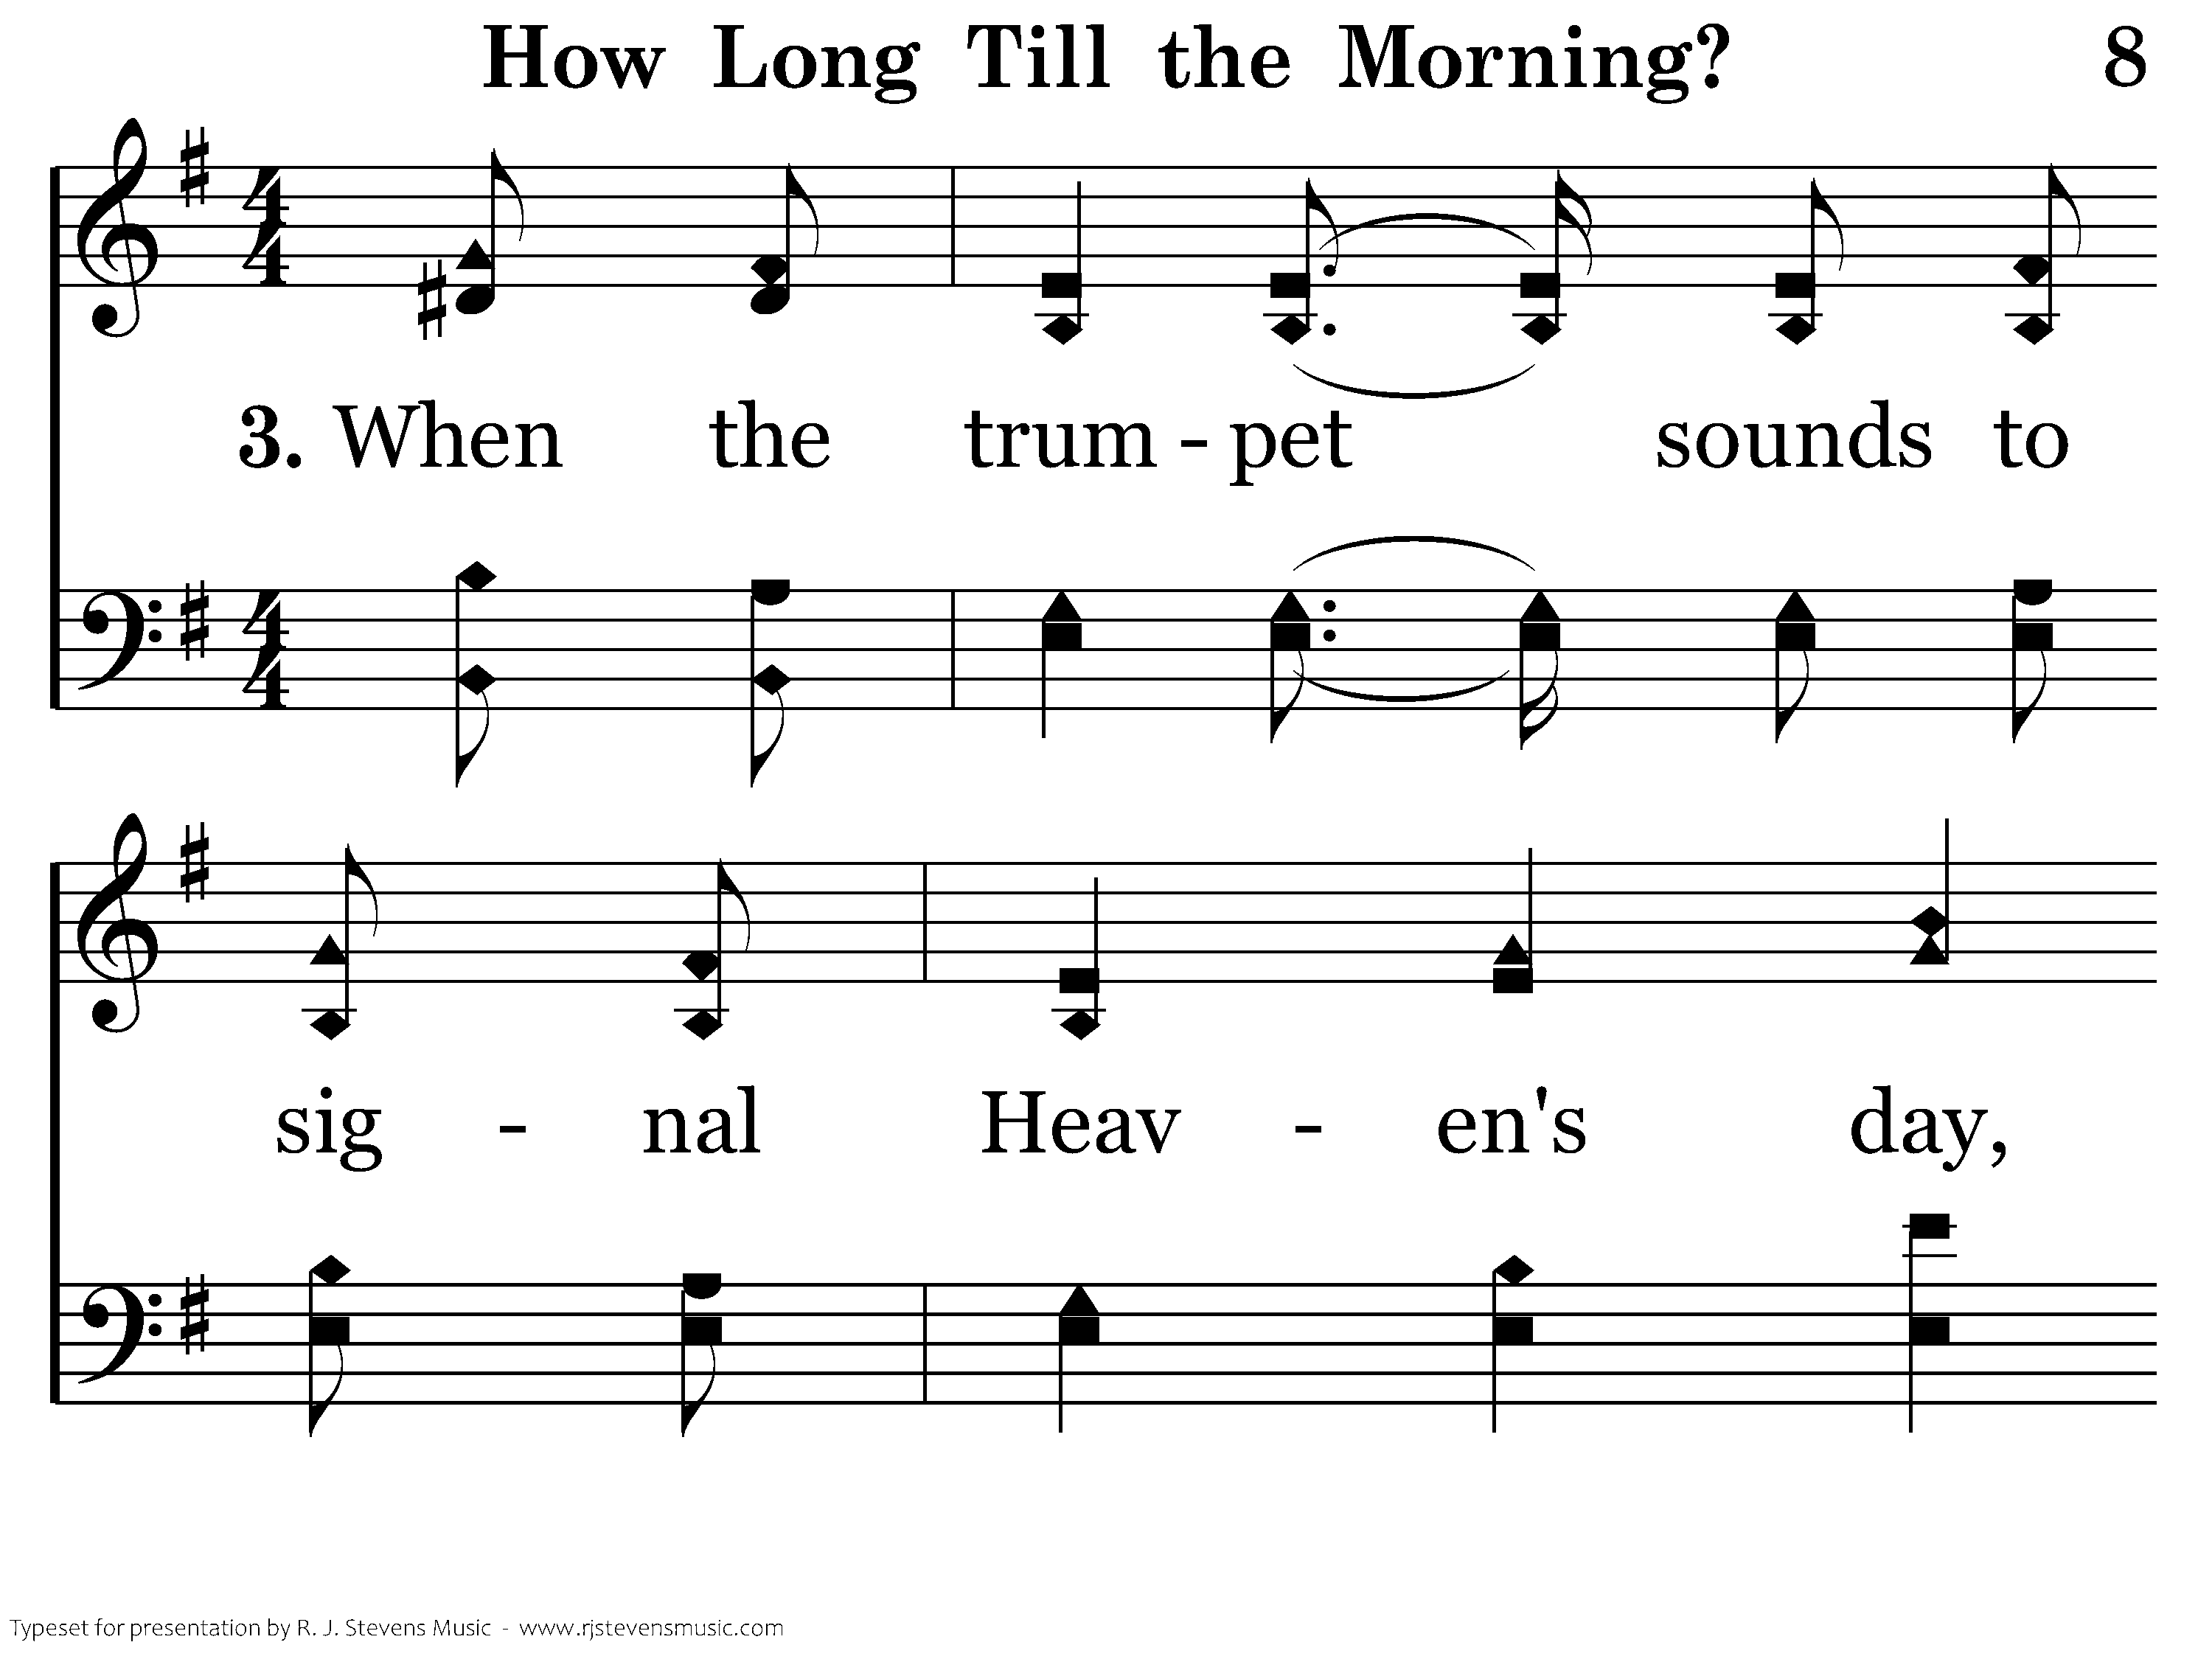 How Long Till the Morning? 8
3. When the trum - pet sounds to
sig - nal Heav - en's day,
Typeset for presentation by R. J. Stevens Music - www.rjstevensmusic.com